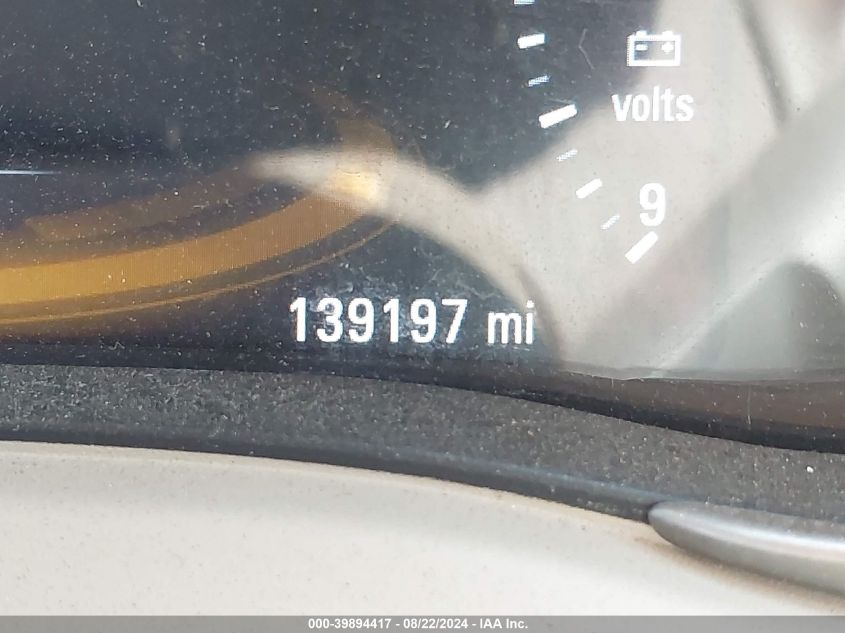 volts
9
139197 mi
000-39894417 - 08/22/2024 - IAA Inc.